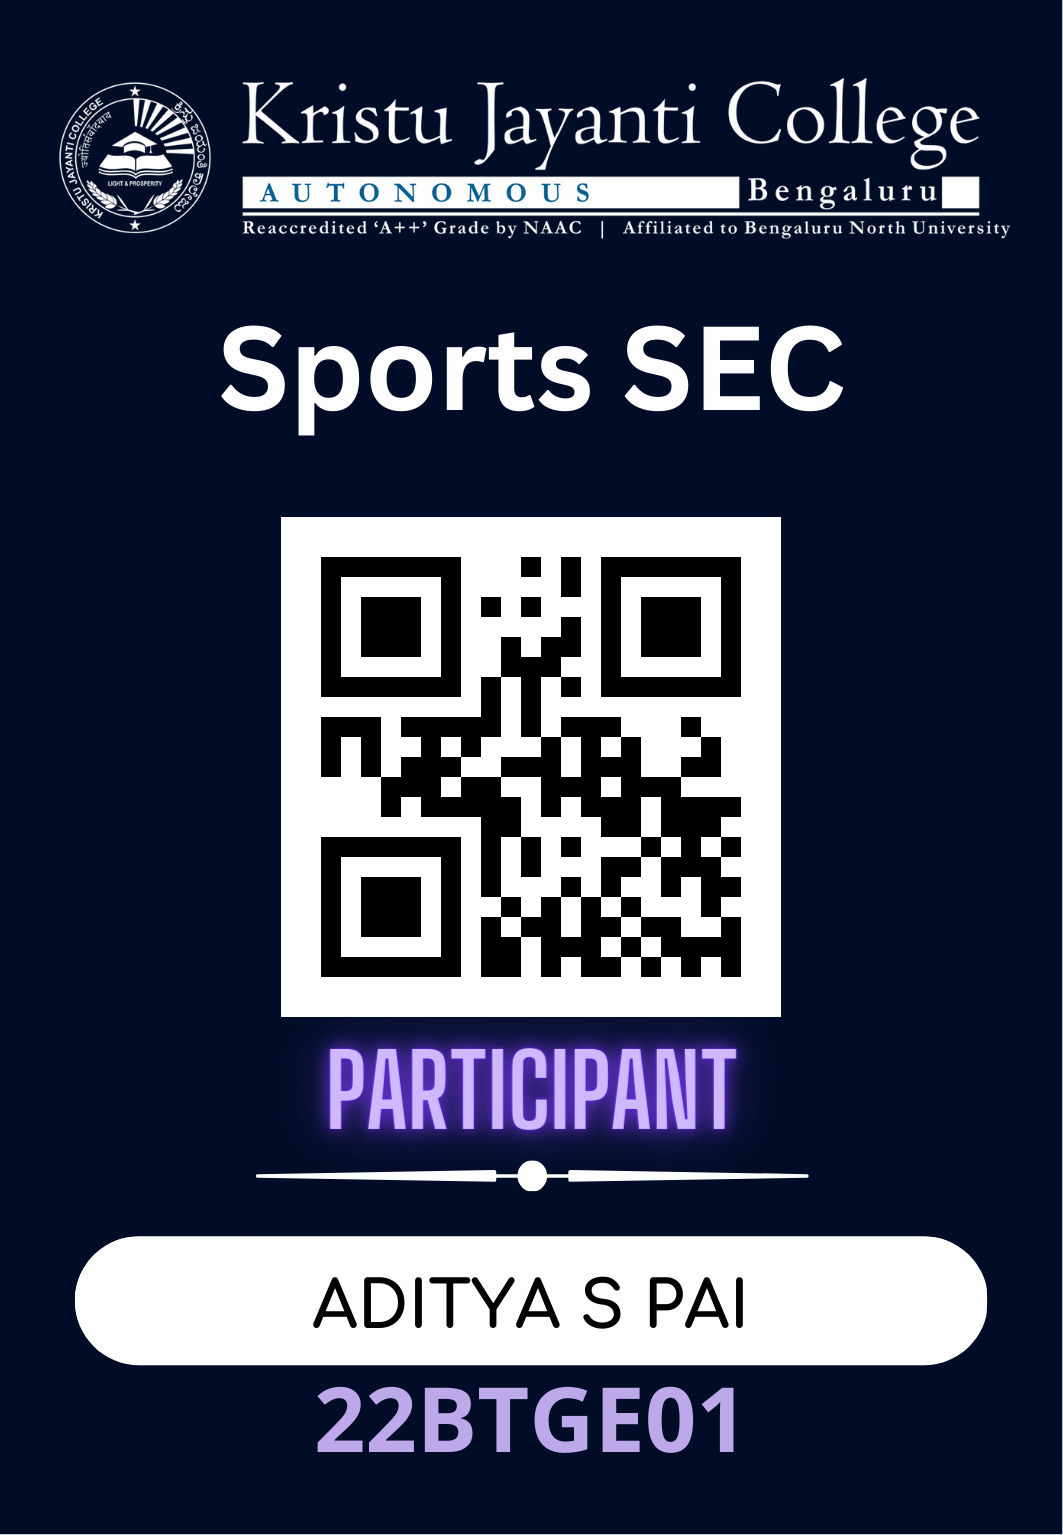 KRISTU JAYANTI COLLEGE
ज्योतिसंवादध्याय
LIGHT & PROSPERITY
Kristu Jayanti College
AUTONOMOUS Bengaluru
Reaccredited ‘A++’ Grade by NAAC | Affiliated to Bengaluru North University
Sports SEC
PARTICIPANT
ADITYA S PAI
22BTGE01